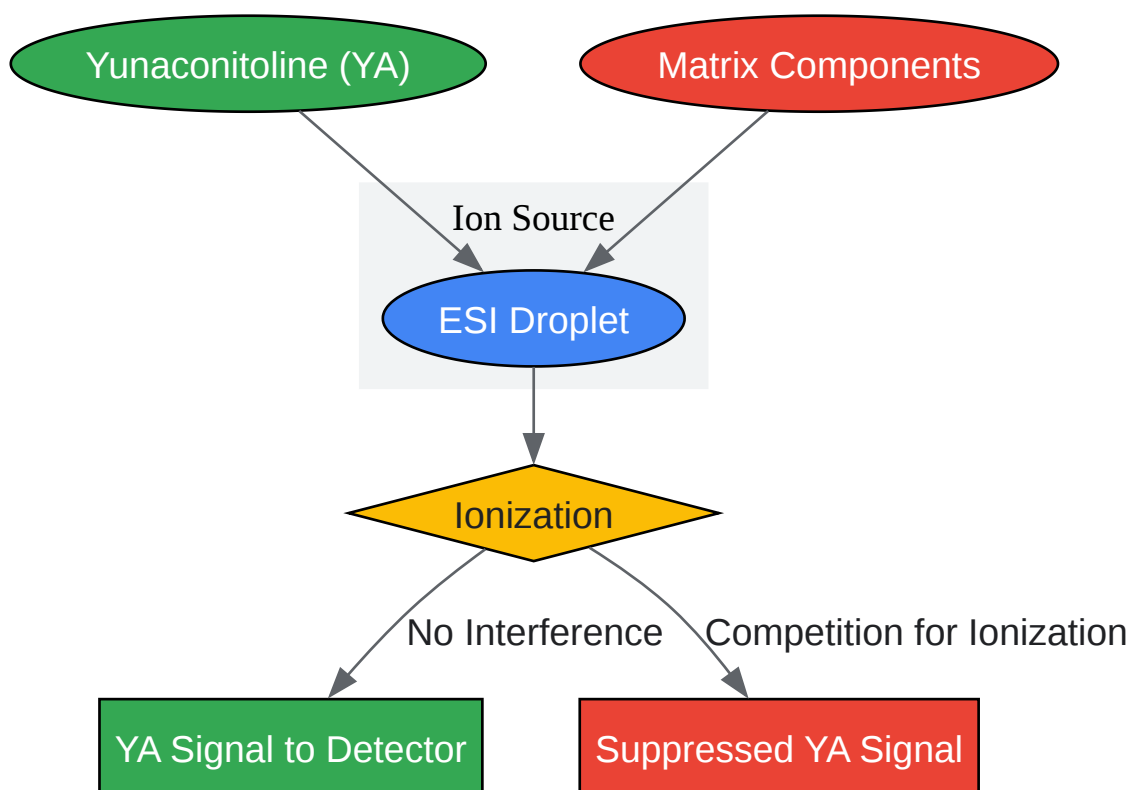 Yunaconitoline (YA)
Matrix Components
Ion Source
ESI Droplet
Ionization
No Interference
Competition for Ionization
YA Signal to Detector
Suppressed YA Signal